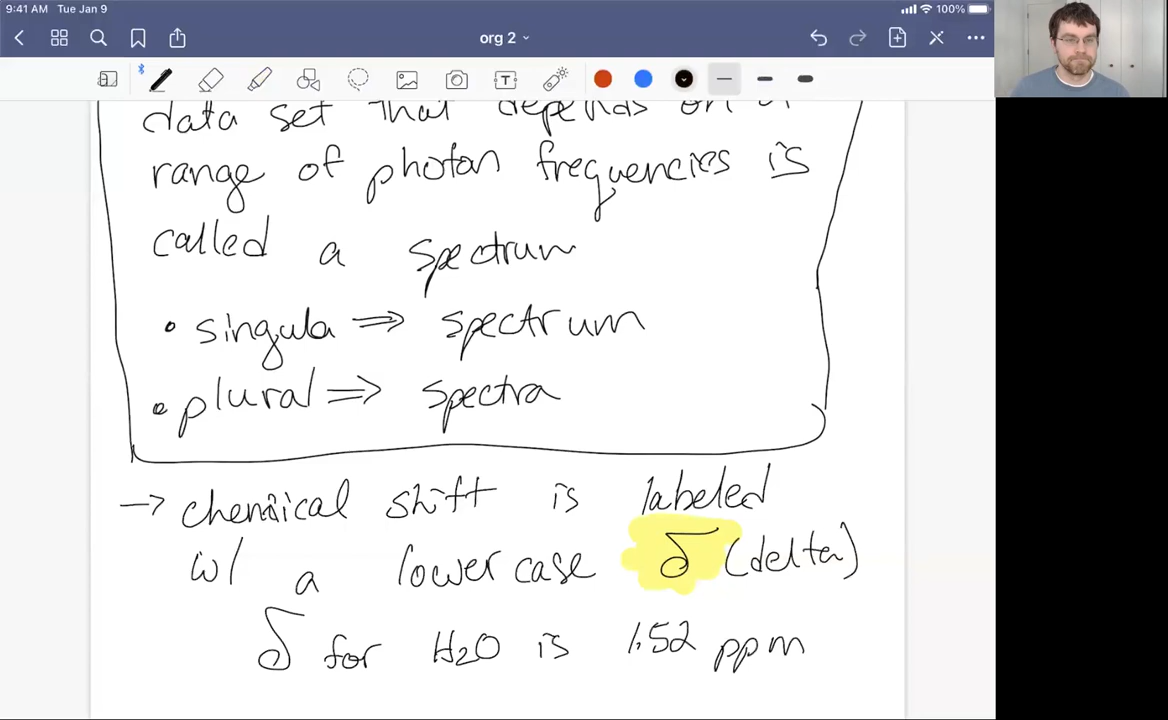 9:41 AM Tue Jan 9
100%
org 2
T
data set that depends on a
range of photon frequencies is
called a spectrum
• singula ⇒ spectrum
• plural ⇒ spectra
→ chemical shift is labeled
w/ a lower case δ (delta)
δ for H2O is 1.52 ppm